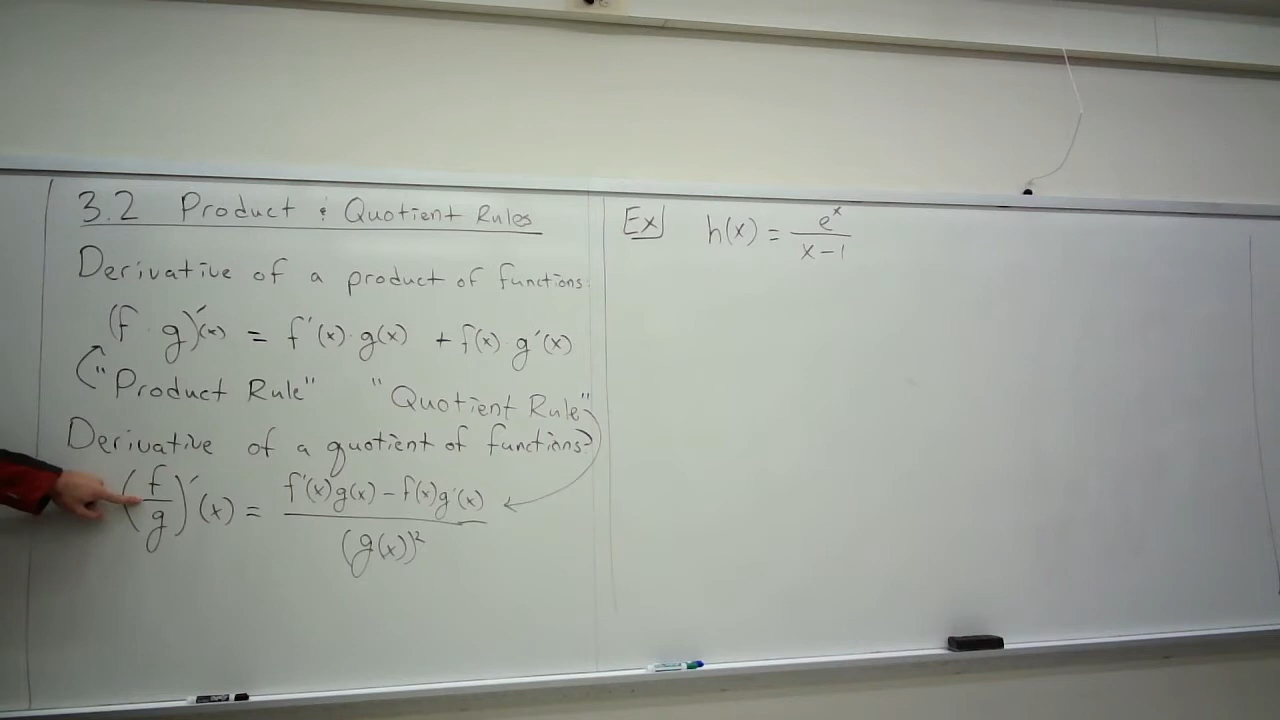 3.2 Product & Quotient Rules
Derivative of a product of functions:
(f · g)′(x) = f′(x)·g(x) + f(x)·g′(x)
"Product Rule" "Quotient Rule"
Derivative of a quotient of functions?
(f/g)′(x) = f′(x)g(x) − f(x)g′(x) / (g(x))²
Ex] h(x) = eˣ / x−1